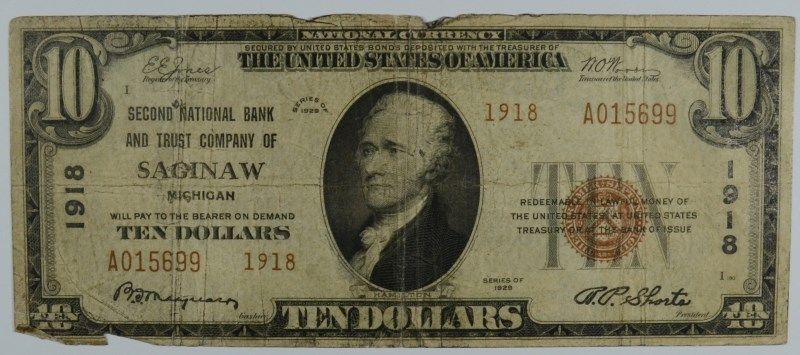 NATIONAL CURRENCY
SECURED BY UNITED STATES BONDS DEPOSITED WITH THE TREASURER OF
THE UNITED STATES OF AMERICA
10
10
E.E. Jones
Register of the Treasury
W.O. Woods
Treasurer of the United States
I
SERIES OF
1929
1918 A015699
BY
SECOND NATIONAL BANK
AND TRUST COMPANY OF
SAGINAW
MICHIGAN
WILL PAY TO THE BEARER ON DEMAND
TEN DOLLARS
A015699 1918
1918
1918
TEN
REDEEMABLE IN LAWFUL MONEY OF
THE UNITED STATES AT UNITED STATES
TREASURY OR AT THE BANK OF ISSUE
SERIES OF
1929
HAMILTON
Cashier
President
10
TEN DOLLARS
10